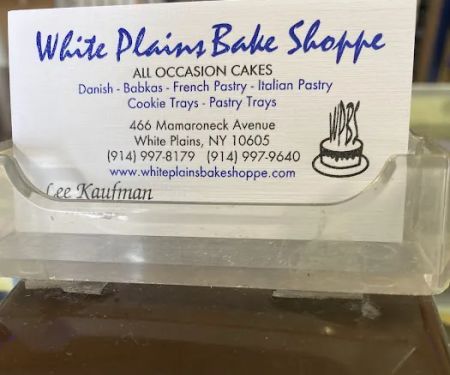 White Plains Bake Shoppe
ALL OCCASION CAKES
Danish - Babkas - French Pastry - Italian Pastry
Cookie Trays - Pastry Trays
466 Mamaroneck Avenue
White Plains, NY 10605
(914) 997-8179 (914) 997-9640
www.whiteplainsbakeshoppe.com
WPBS
Lee Kaufman